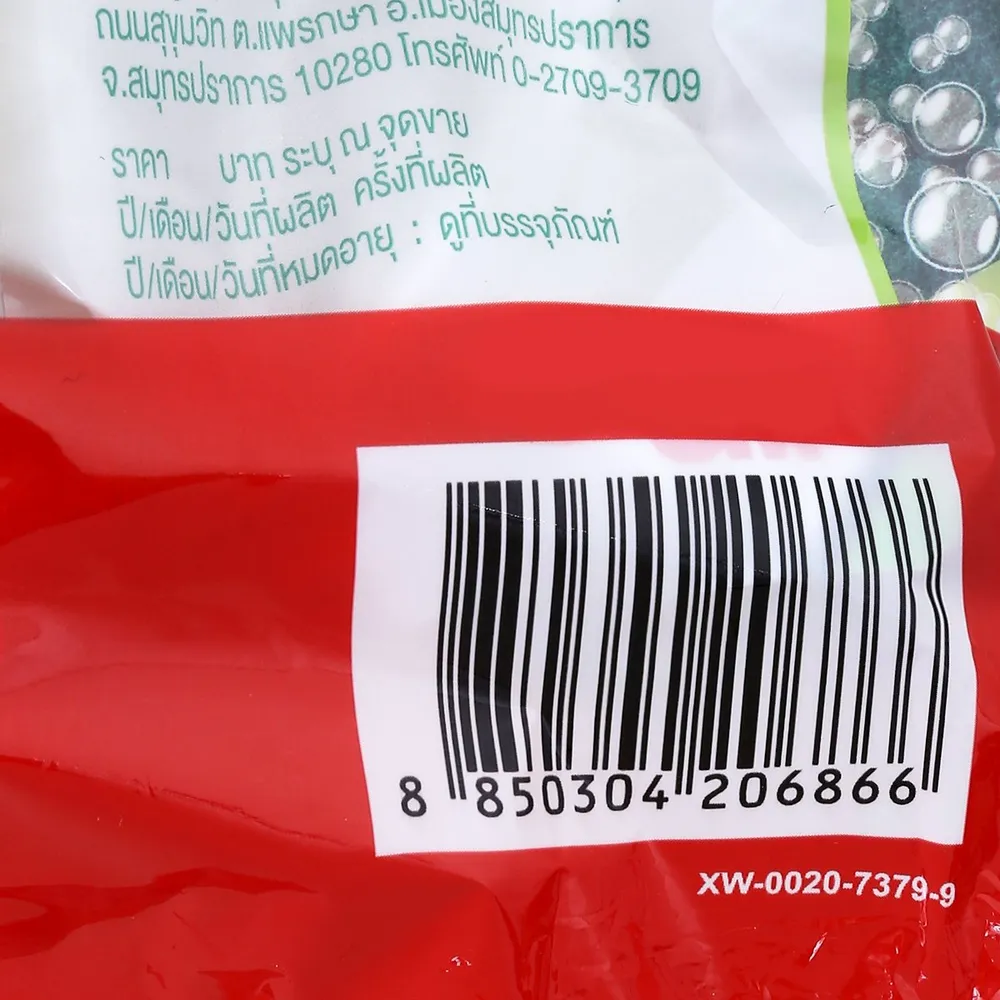 ถนนสุขุมวิท ต.แพรกษา อ.เมืองสมุทรปราการ
จ.สมุทรปราการ 10280 โทรศัพท์ 0-2709-3709
ราคา บาท ระบุ ณ จุดขาย
ปี/เดือน/วันที่ผลิต ครั้งที่ผลิต
ปี/เดือน/วันที่หมดอายุ : ดูที่บรรจุภัณฑ์
8 850304 206866
XW-0020-7379-9